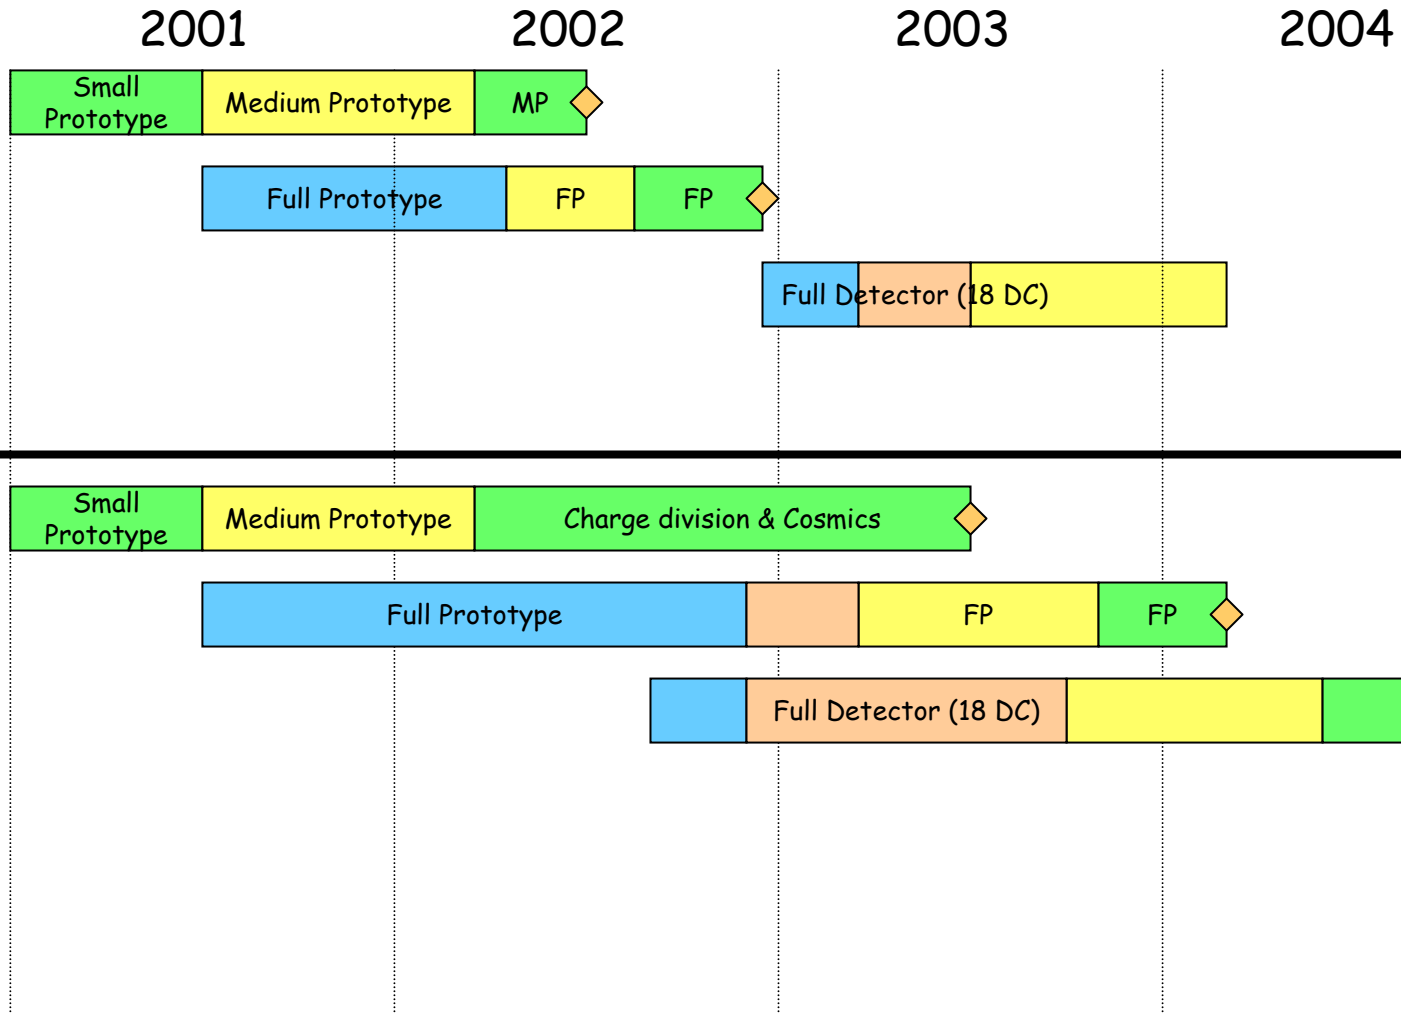 2001 2002 2003 2004
Small
Prototype
Medium Prototype
MP
Full Prototype
FP
FP
Full Detector (18 DC)
Small
Prototype
Medium Prototype
Charge division & Cosmics
Full Prototype
FP
FP
Full Detector (18 DC)